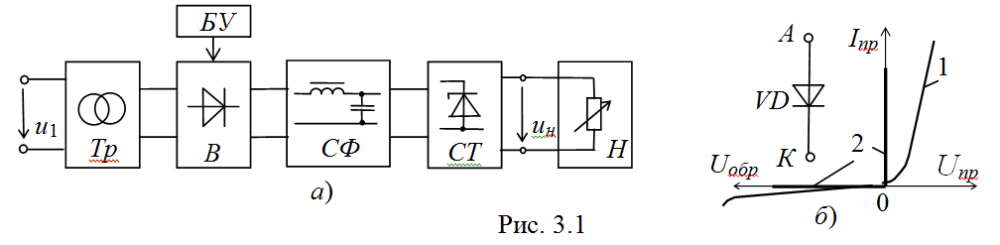 БУ
u1
Тр
В
СФ
СТ
uн
Н
а)
А
Iпр
1
VD
К
2
Uобр
Uпр
0
б)
Рис. 3.1